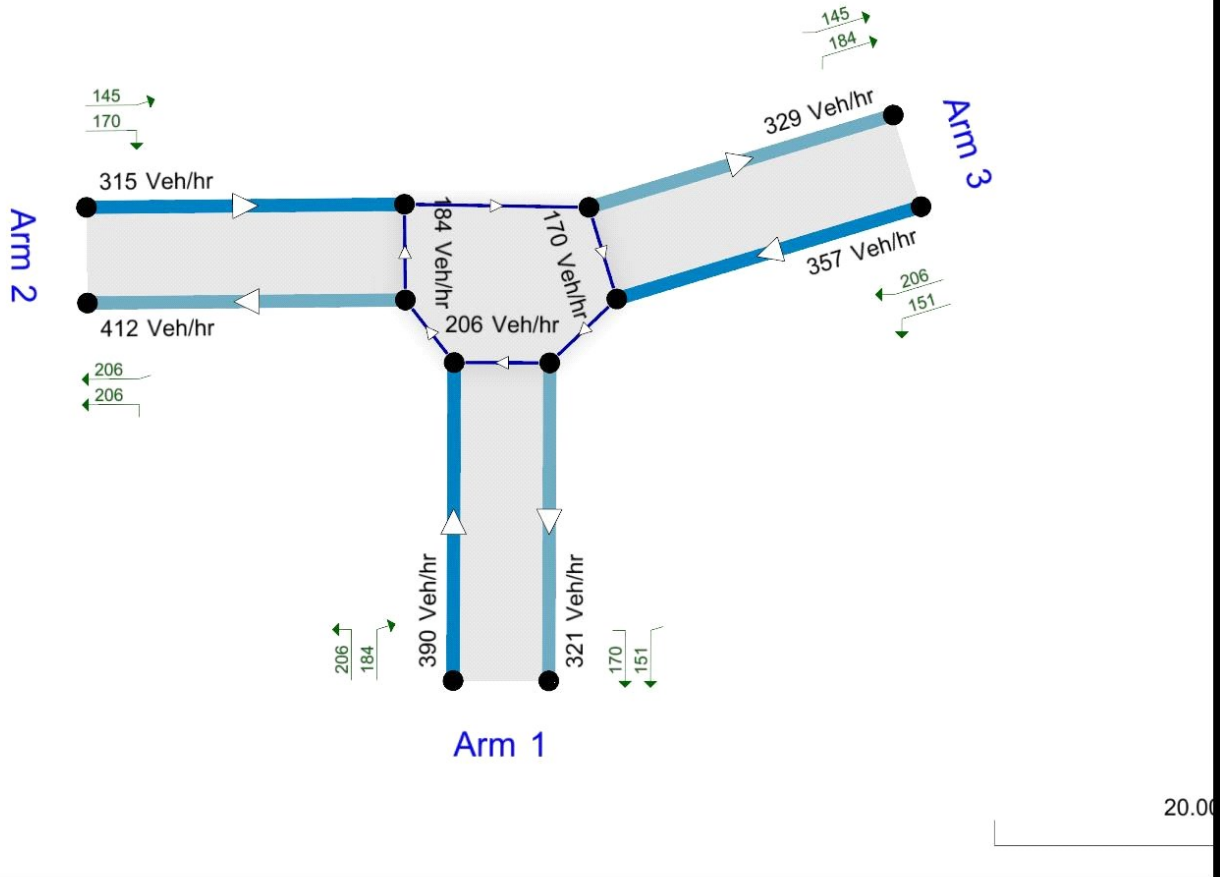 145
184
145
170
329 Veh/hr
Arm 3
315 Veh/hr
184 Veh/hr
170 Veh/hr
Arm 2
357 Veh/hr
206
151
412 Veh/hr
206 Veh/hr
206
206
206
184
390 Veh/hr
321 Veh/hr
170
151
Arm 1
20.00